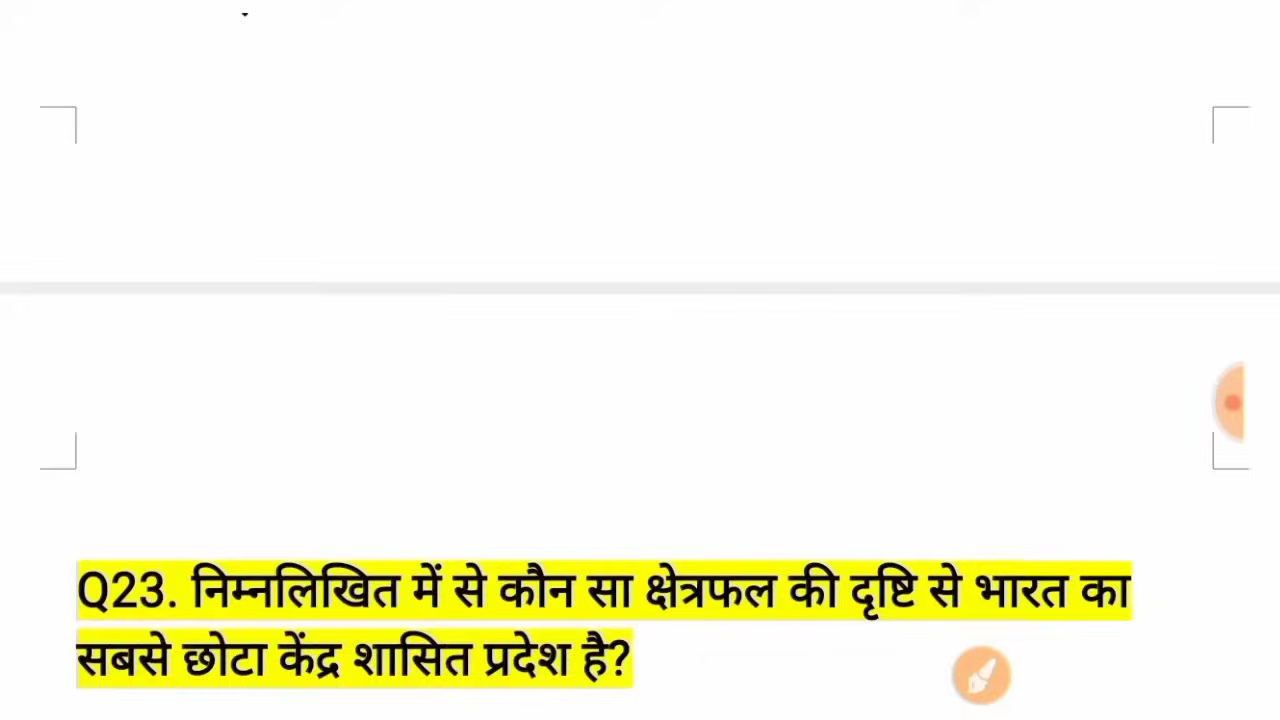 Q23. निम्नलिखित में से कौन सा क्षेत्रफल की दृष्टि से भारत का
सबसे छोटा केंद्र शासित प्रदेश है?